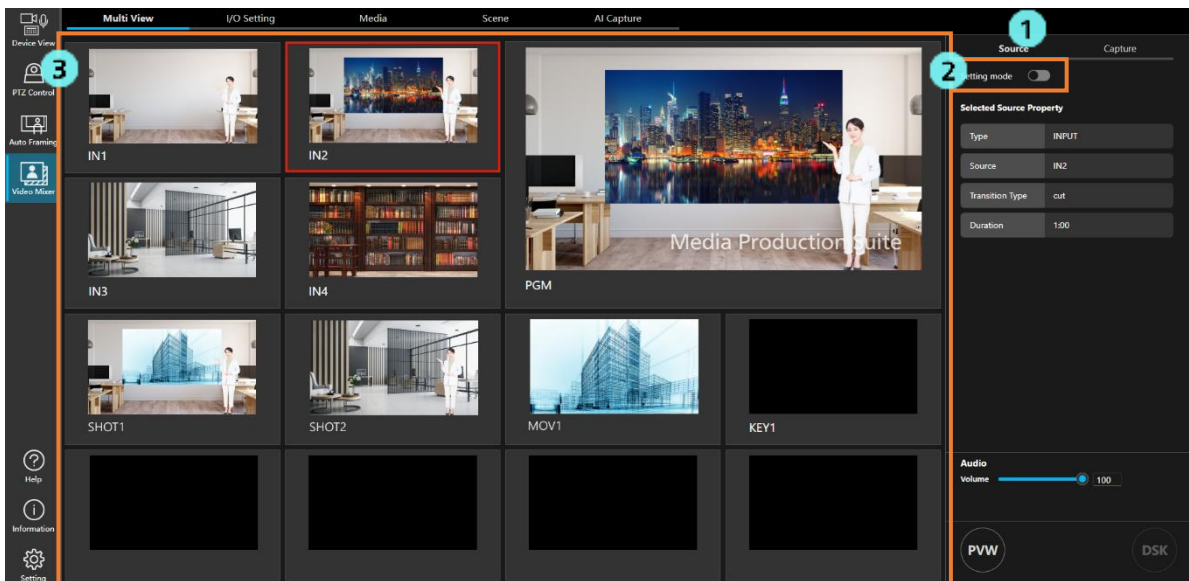 Multi View I/O Setting Media Scene AI Capture
Device View
PTZ Control
Auto Framing
Video Mixer
Help
Information
Setting
3
IN1
IN2
Media Production Suite
PGM
IN3
IN4
SHOT1
SHOT2
MOV1
KEY1
1
Source Capture
2
etting mode
Selected Source Property
Type INPUT
Source IN2
Transition Type cut
Duration 1:00
Audio
Volume 100
PVW DSK